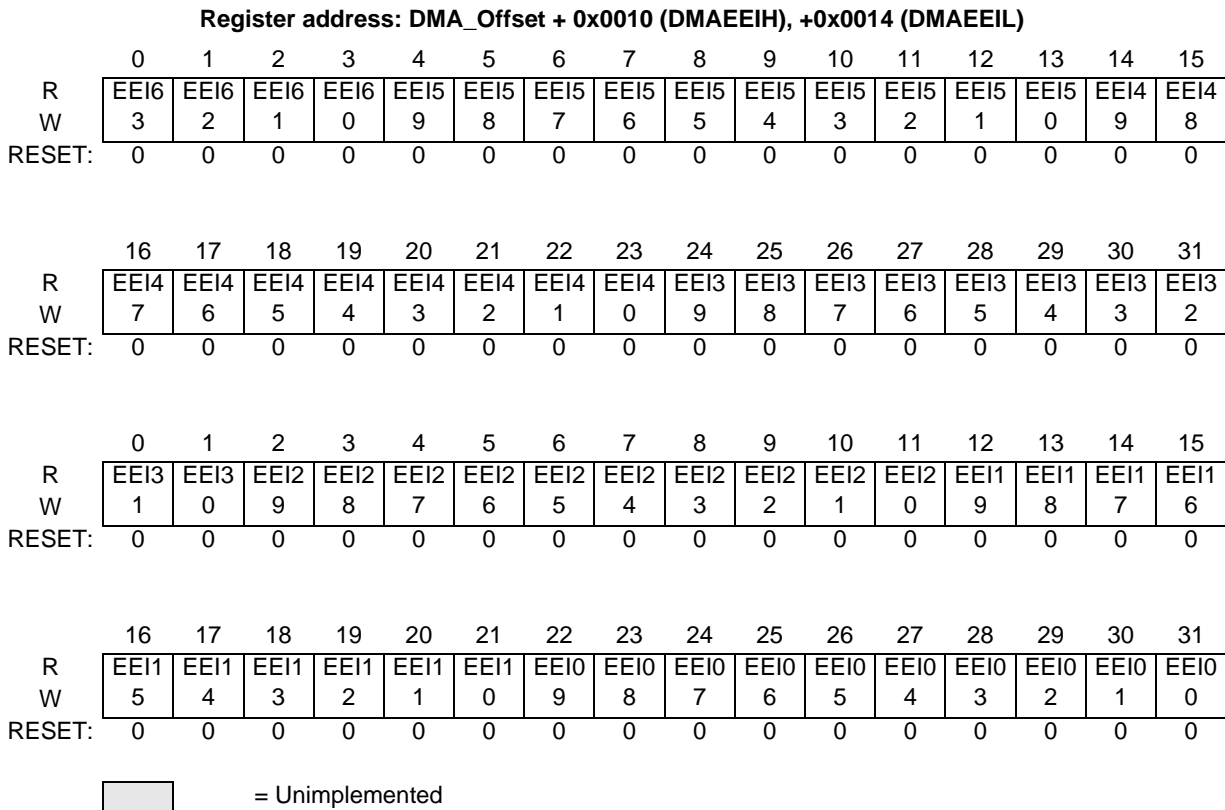 Register address: DMA_Offset + 0x0010 (DMAEEIH), +0x0014 (DMAEEIL)
0 1 2 3 4 5 6 7 8 9 10 11 12 13 14 15
R EEI6 EEI6 EEI6 EEI6 EEI5 EEI5 EEI5 EEI5 EEI5 EEI5 EEI5 EEI5 EEI5 EEI5 EEI4 EEI4
W 3 2 1 0 9 8 7 6 5 4 3 2 1 0 9 8
RESET: 0 0 0 0 0 0 0 0 0 0 0 0 0 0 0 0
16 17 18 19 20 21 22 23 24 25 26 27 28 29 30 31
R EEI4 EEI4 EEI4 EEI4 EEI4 EEI4 EEI4 EEI4 EEI3 EEI3 EEI3 EEI3 EEI3 EEI3 EEI3 EEI3
W 7 6 5 4 3 2 1 0 9 8 7 6 5 4 3 2
RESET: 0 0 0 0 0 0 0 0 0 0 0 0 0 0 0 0
0 1 2 3 4 5 6 7 8 9 10 11 12 13 14 15
R EEI3 EEI3 EEI2 EEI2 EEI2 EEI2 EEI2 EEI2 EEI2 EEI2 EEI2 EEI2 EEI1 EEI1 EEI1 EEI1
W 1 0 9 8 7 6 5 4 3 2 1 0 9 8 7 6
RESET: 0 0 0 0 0 0 0 0 0 0 0 0 0 0 0 0
16 17 18 19 20 21 22 23 24 25 26 27 28 29 30 31
R EEI1 EEI1 EEI1 EEI1 EEI1 EEI1 EEI0 EEI0 EEI0 EEI0 EEI0 EEI0 EEI0 EEI0 EEI0 EEI0
W 5 4 3 2 1 0 9 8 7 6 5 4 3 2 1 0
RESET: 0 0 0 0 0 0 0 0 0 0 0 0 0 0 0 0
= Unimplemented